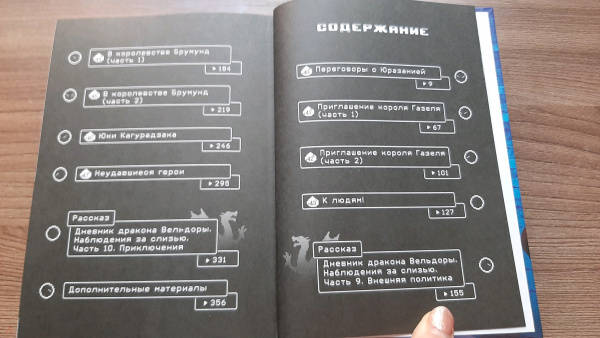 В королевстве Брумунд
(часть 1)
184
В королевстве Брумунд
(часть 2)
219
Юки Кагурадзака
246
Неудавшиеся герои
298
Рассказ
Дневник дракона Вельдоры.
Наблюдения за слизью.
Часть 10. Приключения
331
Дополнительные материалы
356
СОДЕРЖАНИЕ
Переговоры с Юразанией
9
Приглашение короля Газеля
(часть 1)
67
Приглашение короля Газеля
(часть 2)
101
К людям!
127
Рассказ
Дневник дракона Вельдоры.
Наблюдения за слизью.
Часть 9. Внешняя политика
155